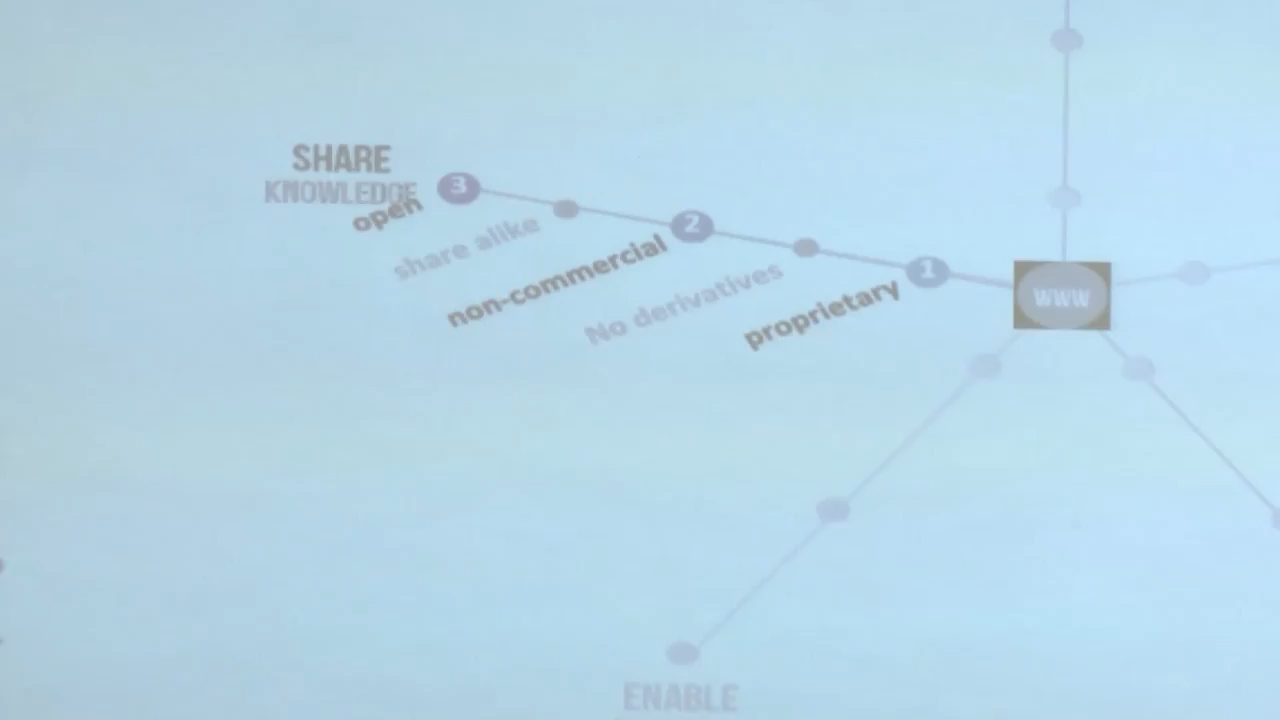 SHARE
KNOWLEDGE
3
open
share alike
2
non-commercial
No derivatives
1
proprietary
WWW
ENABLE